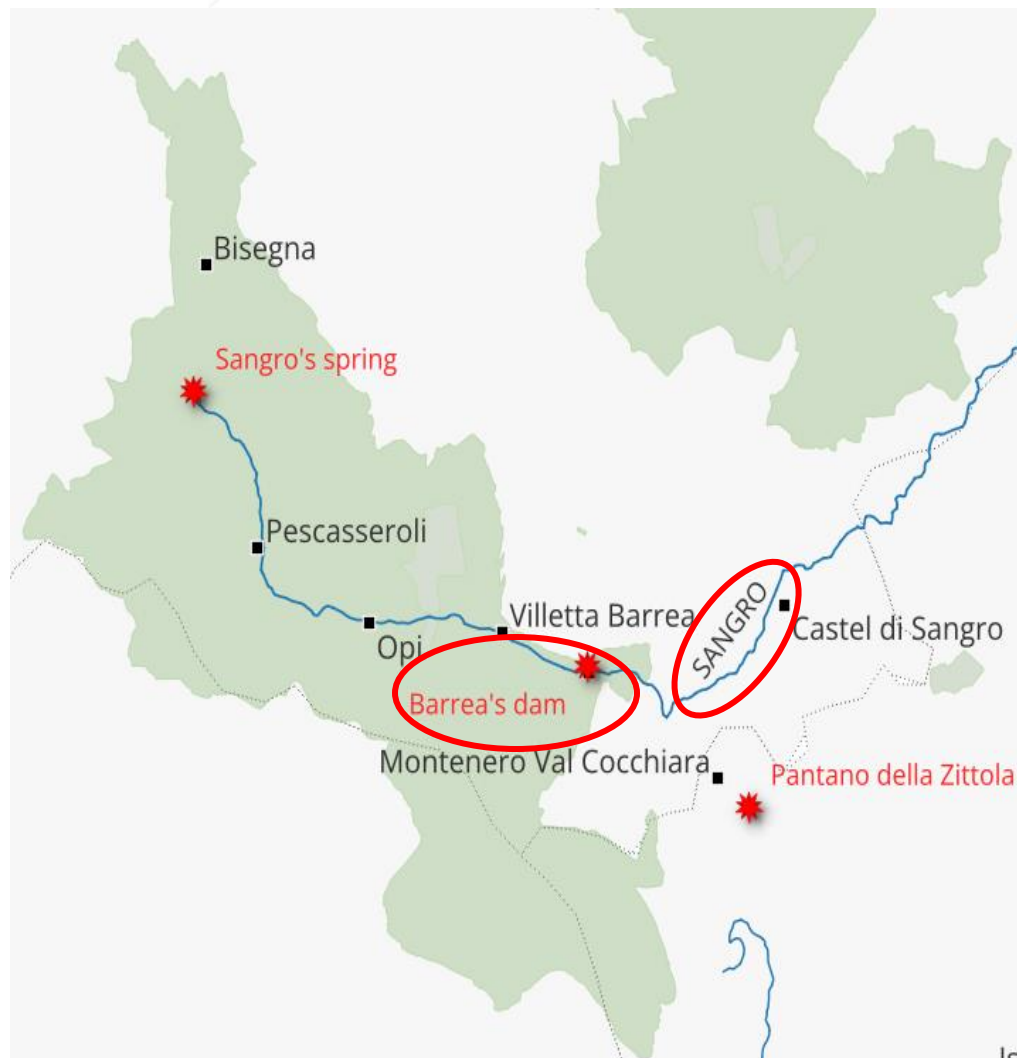 Bisegna
Sangro's spring
Pescasseroli
Villetta Barrea
SANGRO
Castel di Sangro
Opi
Barrea's dam
Montenero Val Cocchiara
Pantano della Zittola